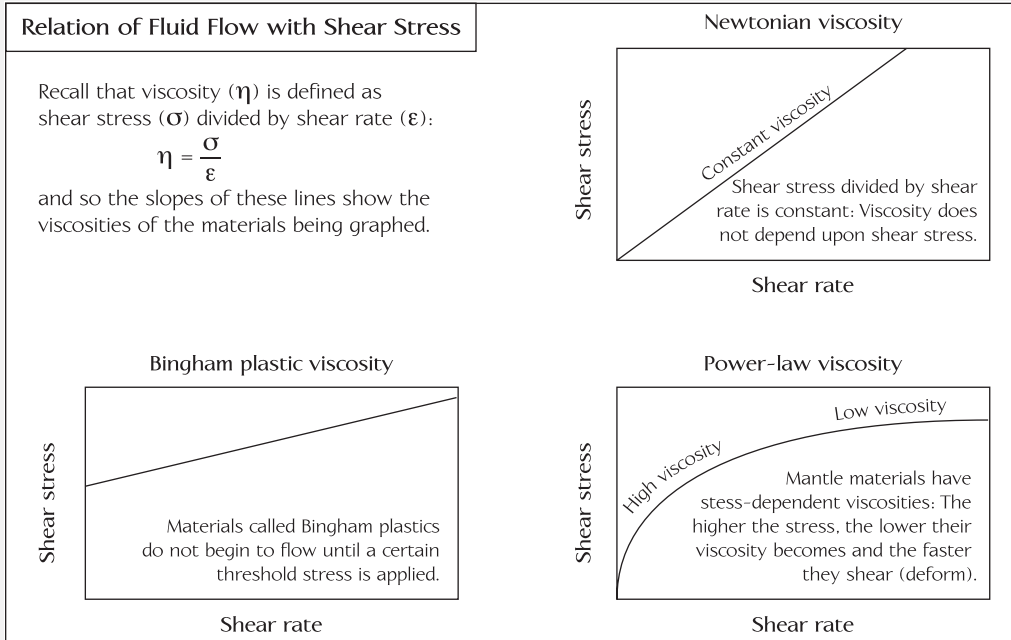 Relation of Fluid Flow with Shear Stress
Recall that viscosity (η) is defined as
shear stress (σ) divided by shear rate (ε):
η = σ/ε
and so the slopes of these lines show the
viscosities of the materials being graphed.
Newtonian viscosity
Shear stress
Constant viscosity
Shear stress divided by shear
rate is constant: Viscosity does
not depend upon shear stress.
Shear rate
Bingham plastic viscosity
Shear stress
Materials called Bingham plastics
do not begin to flow until a certain
threshold stress is applied.
Shear rate
Power-law viscosity
Shear stress
High viscosity
Low viscosity
Mantle materials have
stess-dependent viscosities: The
higher the stress, the lower their
viscosity becomes and the faster
they shear (deform).
Shear rate